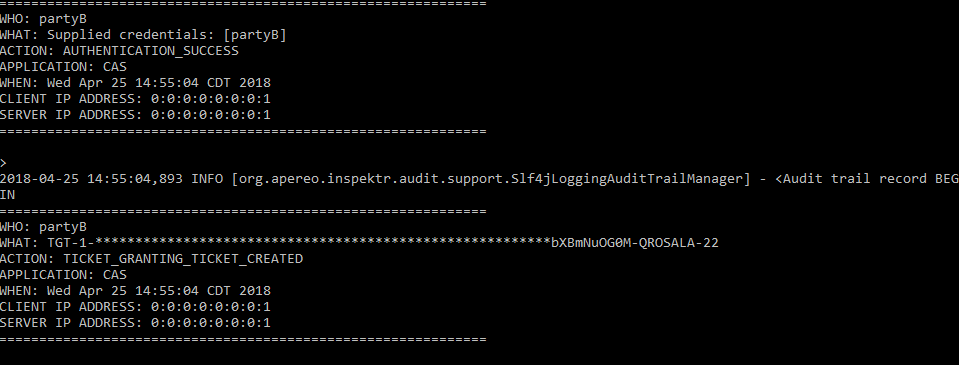 =============================================================
WHO: partyB
WHAT: Supplied credentials: [partyB]
ACTION: AUTHENTICATION_SUCCESS
APPLICATION: CAS
WHEN: Wed Apr 25 14:55:04 CDT 2018
CLIENT IP ADDRESS: 0:0:0:0:0:0:0:1
SERVER IP ADDRESS: 0:0:0:0:0:0:0:1
=============================================================
>
2018-04-25 14:55:04,893 INFO [org.apereo.inspektr.audit.support.Slf4jLoggingAuditTrailManager] - <Audit trail record BEG
IN
=============================================================
WHO: partyB
WHAT: TGT-1-*********************************************************bXBmNuOG0M-QROSALA-22
ACTION: TICKET_GRANTING_TICKET_CREATED
APPLICATION: CAS
WHEN: Wed Apr 25 14:55:04 CDT 2018
CLIENT IP ADDRESS: 0:0:0:0:0:0:0:1
SERVER IP ADDRESS: 0:0:0:0:0:0:0:1
=============================================================